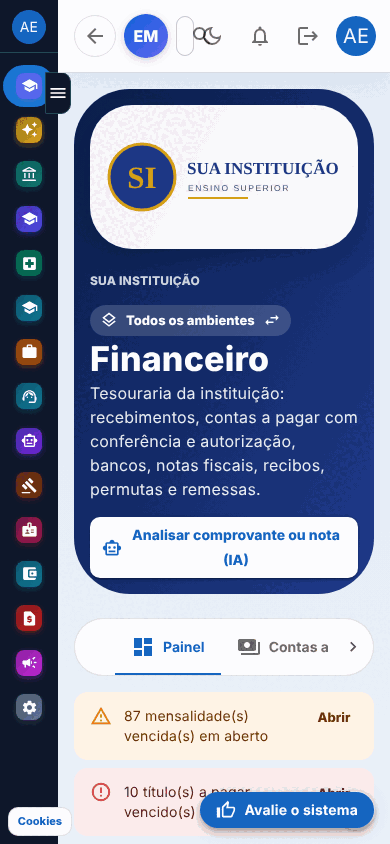 AE
EM
AE
SI
SUA INSTITUIÇÃO
ENSINO SUPERIOR
SUA INSTITUIÇÃO
Todos os ambientes
Financeiro
Tesouraria da instituição:
recebimentos, contas a pagar com
conferência e autorização,
bancos, notas fiscais, recibos,
permutas e remessas.
Analisar comprovante ou nota
(IA)
Painel
Contas a
87 mensalidade(s)
vencida(s) em aberto
Abrir
10 título(s) a pagar
vencido(s)
Abrir
Avalie o sistema
Cookies